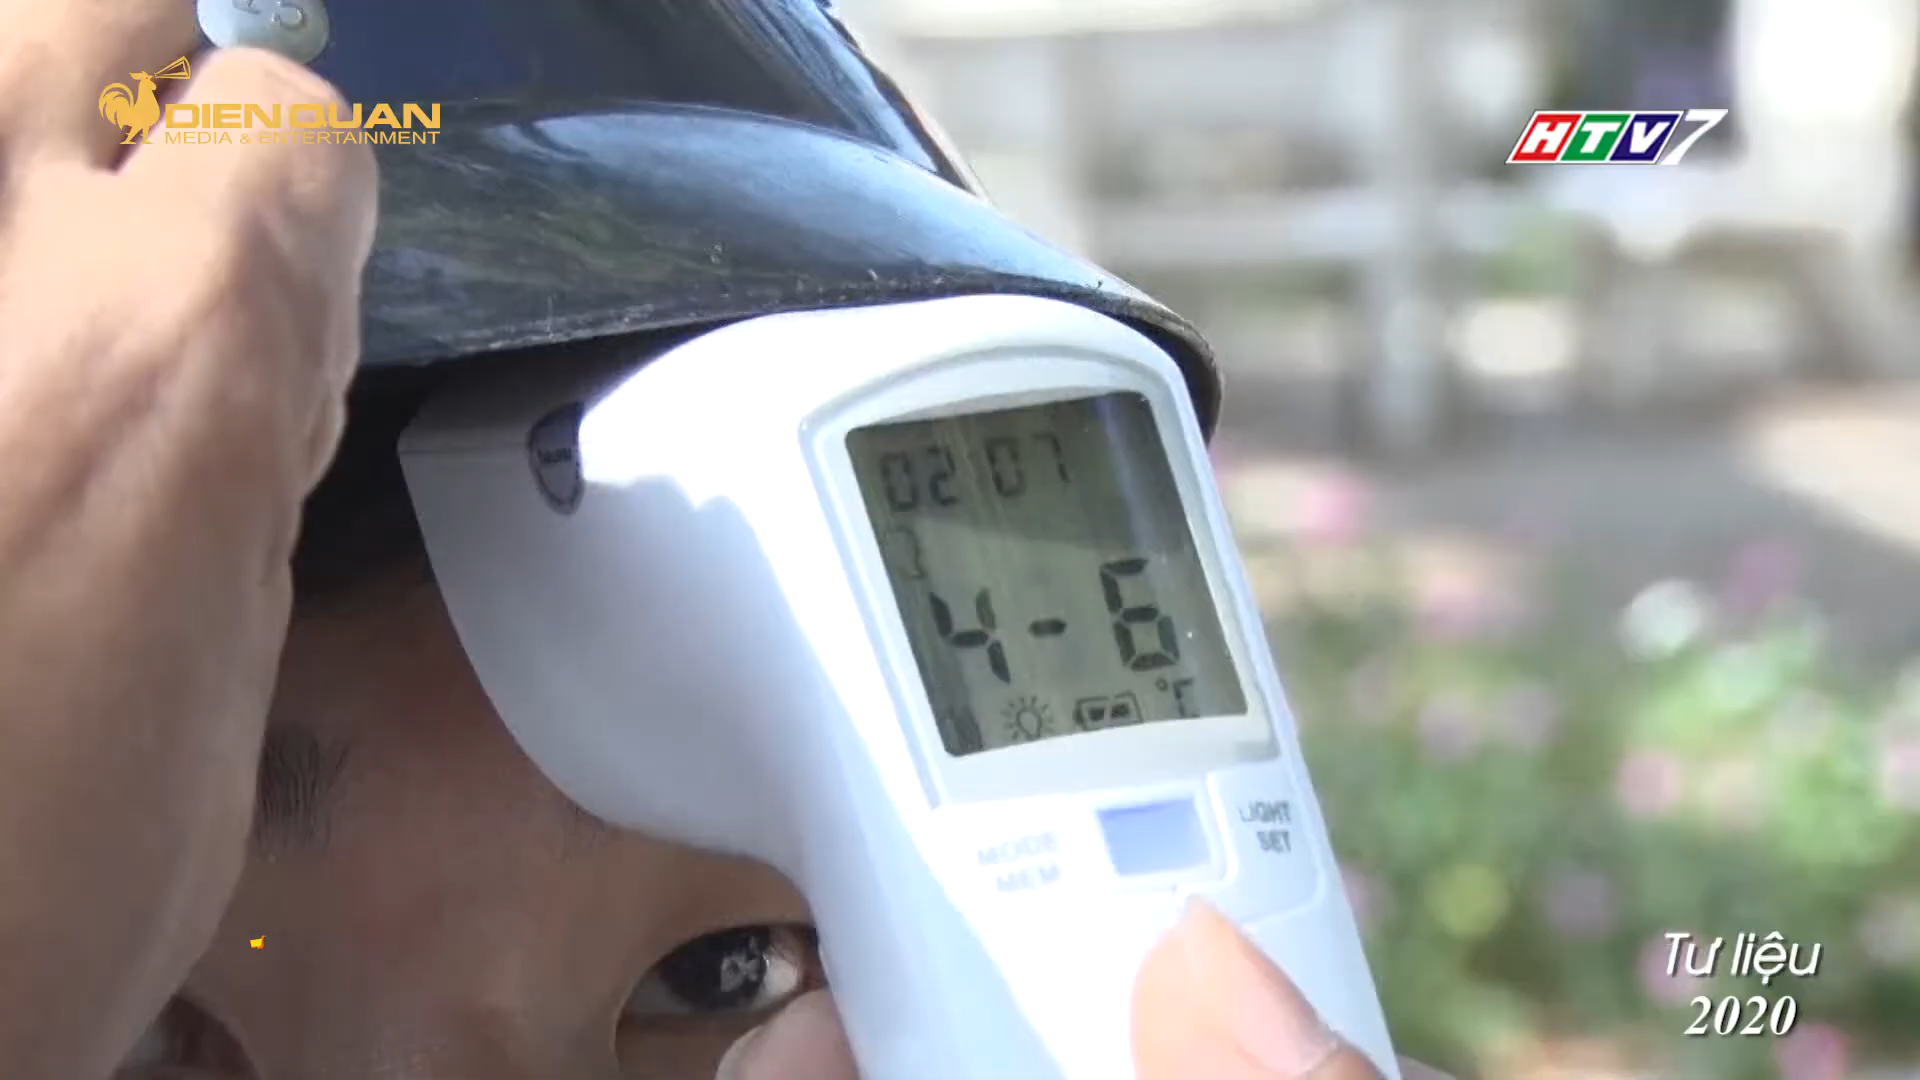 DIEN QUAN
MEDIA & ENTERTAINMENT
HTV7
02:07
4-6
°C
MODE
MEM
LIGHT
SET
Tư liệu
2020